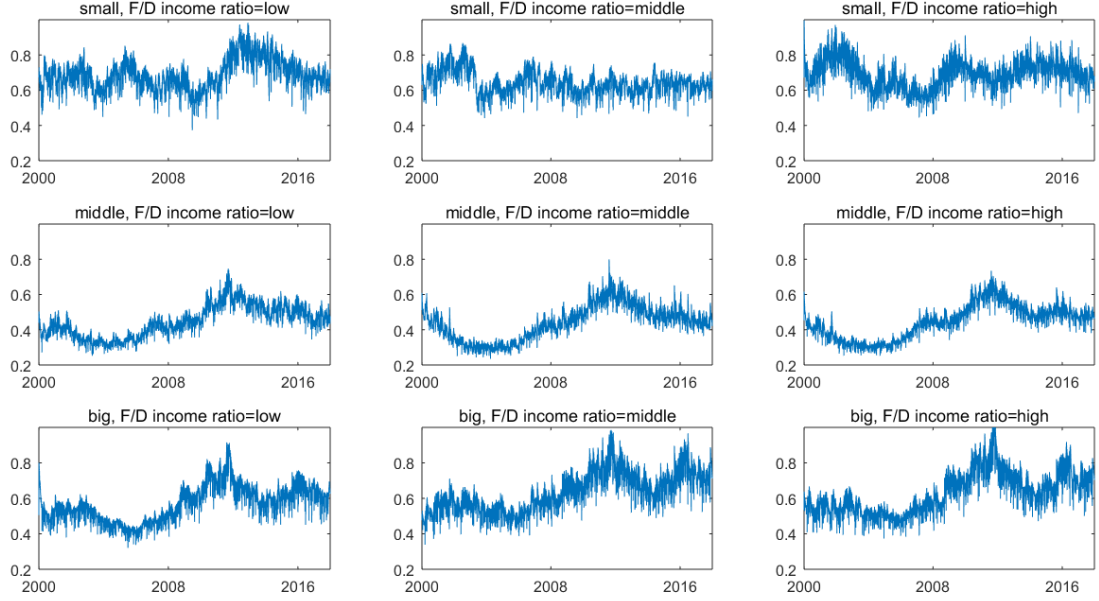 small, F/D income ratio=low
0.8
0.6
0.4
0.2
2000 2008 2016
small, F/D income ratio=middle
0.8
0.6
0.4
0.2
2000 2008 2016
small, F/D income ratio=high
0.8
0.6
0.4
0.2
2000 2008 2016
middle, F/D income ratio=low
0.8
0.6
0.4
0.2
2000 2008 2016
middle, F/D income ratio=middle
0.8
0.6
0.4
0.2
2000 2008 2016
middle, F/D income ratio=high
0.8
0.6
0.4
0.2
2000 2008 2016
big, F/D income ratio=low
0.8
0.6
0.4
0.2
2000 2008 2016
big, F/D income ratio=middle
0.8
0.6
0.4
0.2
2000 2008 2016
big, F/D income ratio=high
0.8
0.6
0.4
0.2
2000 2008 2016